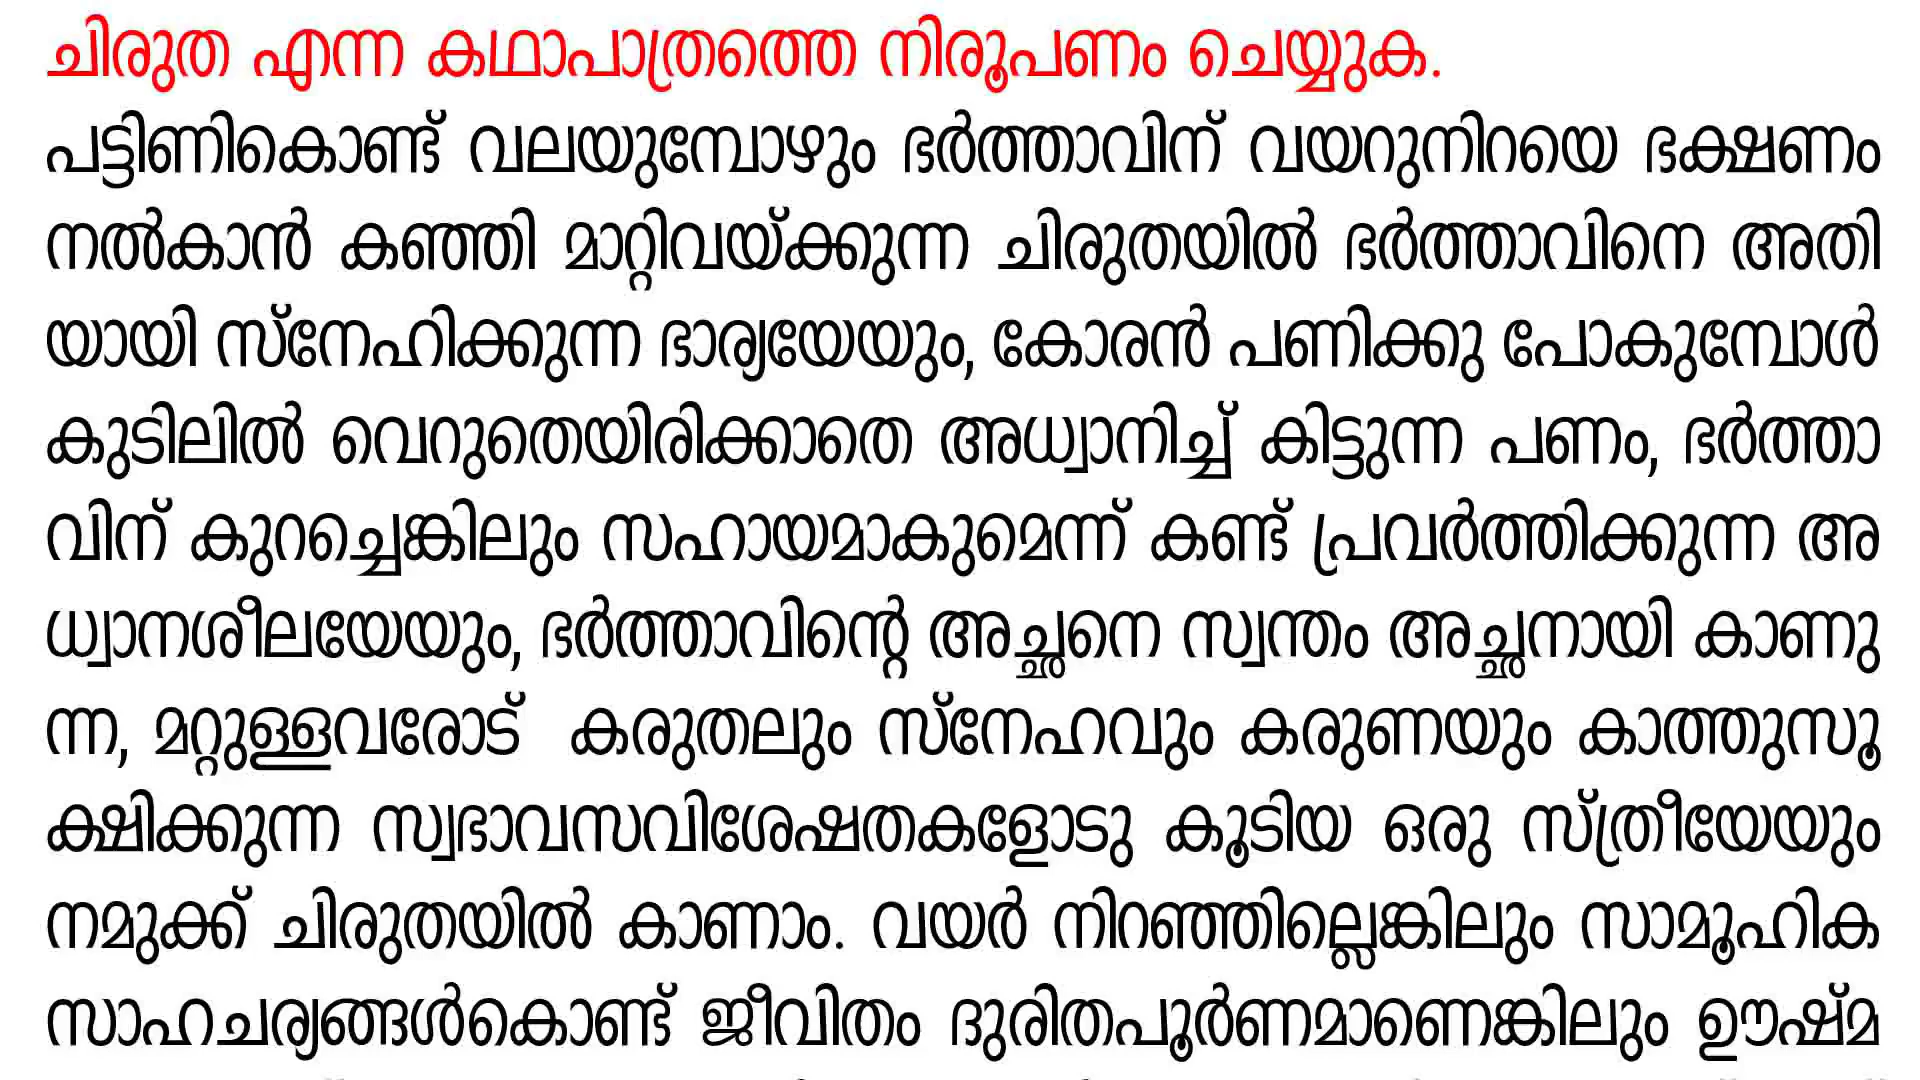 ചിരുത എന്ന കഥാപാത്രത്തെ നിരൂപണം ചെയ്യുക.
പട്ടിണികൊണ്ട് വലയുമ്പോഴും ഭർത്താവിന് വയറുനിറയെ ഭക്ഷണം
നൽകാൻ കഞ്ഞി മാറ്റിവയ്ക്കുന്ന ചിരുതയിൽ ഭർത്താവിനെ അതി
യായി സ്നേഹിക്കുന്ന ഭാര്യയേയും, കോരൻ പണിക്കു പോകുമ്പോൾ
കുടിലിൽ വെറുതെയിരിക്കാതെ അധ്വാനിച്ച് കിട്ടുന്ന പണം, ഭർത്താ
വിന് കുറച്ചെങ്കിലും സഹായമാകുമെന്ന് കണ്ട് പ്രവർത്തിക്കുന്ന അ
ധ്വാനശീലയേയും, ഭർത്താവിന്റെ അച്ഛനെ സ്വന്തം അച്ഛനായി കാണു
ന്ന, മറ്റുള്ളവരോട് കരുതലും സ്നേഹവും കരുണയും കാത്തുസൂ
ക്ഷിക്കുന്ന സ്വഭാവസവിശേഷതകളോടു കൂടിയ ഒരു സ്ത്രീയേയും
നമുക്ക് ചിരുതയിൽ കാണാം. വയർ നിറഞ്ഞില്ലെങ്കിലും സാമൂഹിക
സാഹചര്യങ്ങൾകൊണ്ട് ജീവിതം ദുരിതപൂർണമാണെങ്കിലും ഊഷ്മ